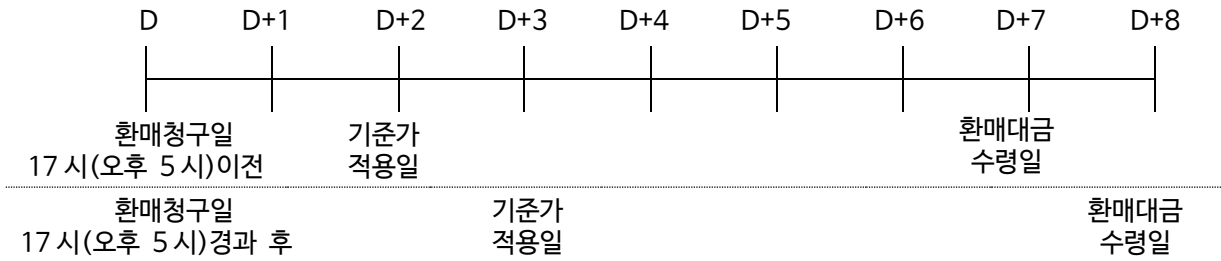 D D+1 D+2 D+3 D+4 D+5 D+6 D+7 D+8
환매청구일 기준가 환매대금
17 시(오후 5 시)이전 적용일 수령일
환매청구일 기준가 환매대금
17 시(오후 5 시)경과 후 적용일 수령일